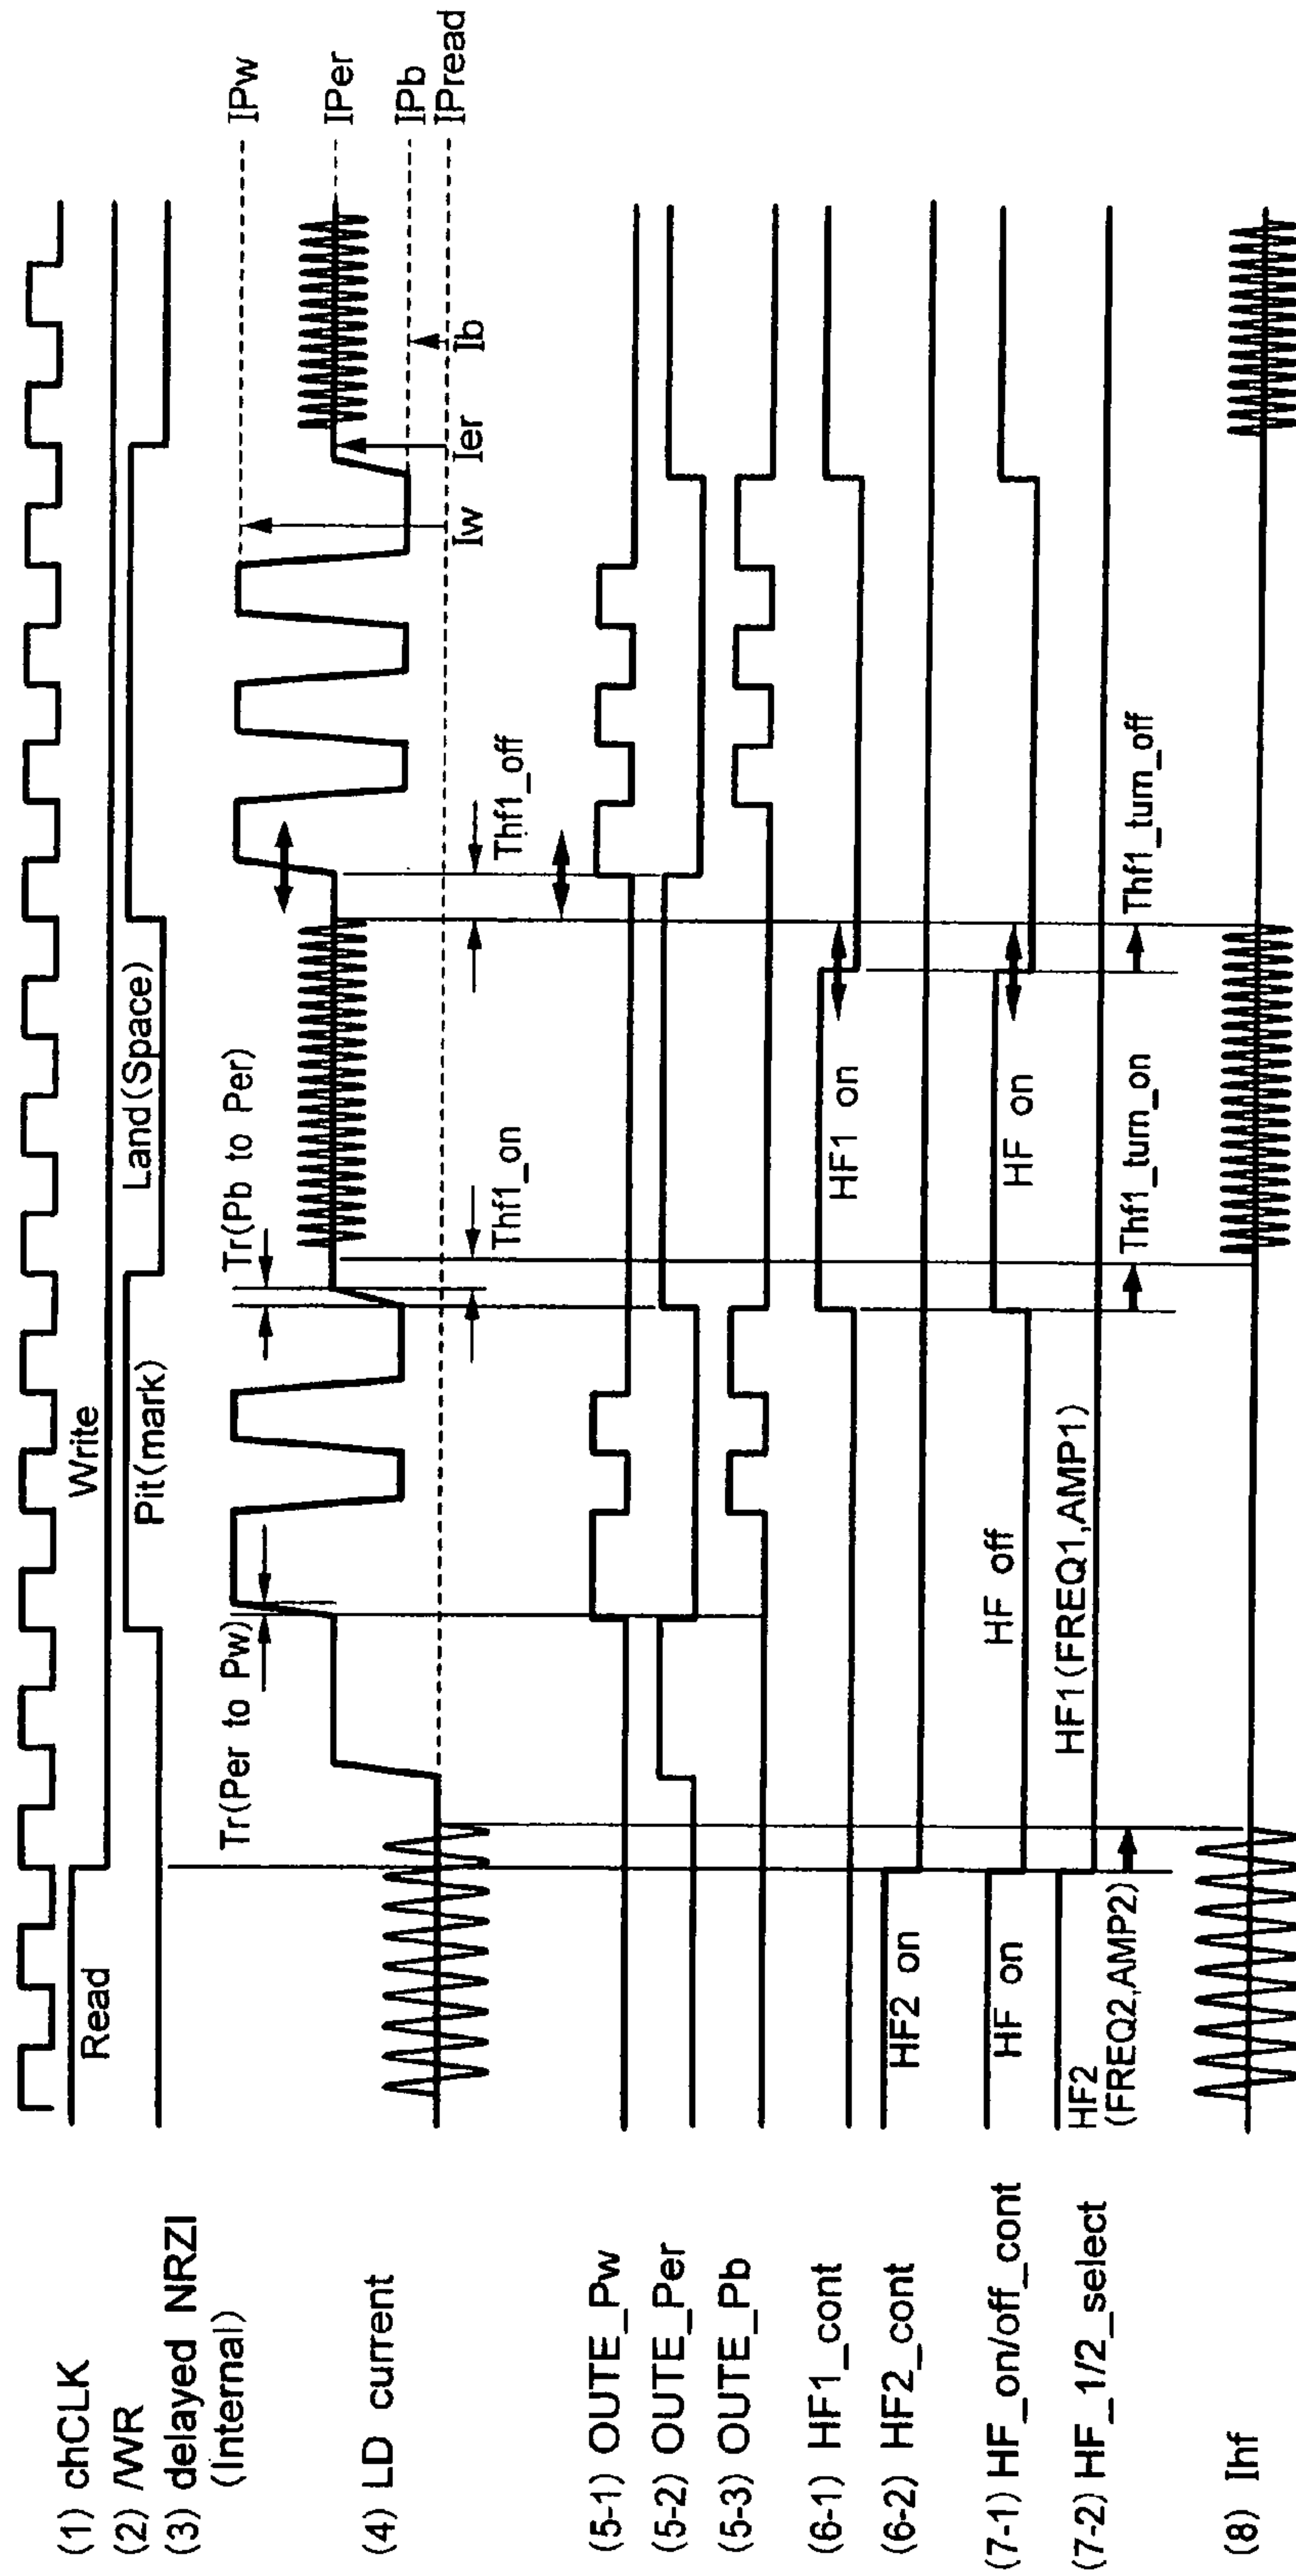 (1) chCLK
(2) /WR
(3) delayed NRZI
(Internal)
(4) LD current
(5-1) OUTE_Pw
(5-2) OUTE_Per
(5-3) OUTE_Pb
(6-1) HF1_cont
(6-2) HF2_cont
(7-1) HF_on/off_cont
(7-2) HF_1/2_select
(8) Ihf
Read
Write
Pit(mark)
Land(Space)
Tr(Per to Pw)
Tr(Pb to Per)
Thf1_on
Thf1_off
Iw
Ier
Ib
IPw
IPer
IPb
IPread
HF1 on
HF2 on
HF on
HF off
HF on
HF2
(FREQ2,AMP2)
HF1(FREQ1,AMP1)
Thf1_turn_on
Thf1_turn_off